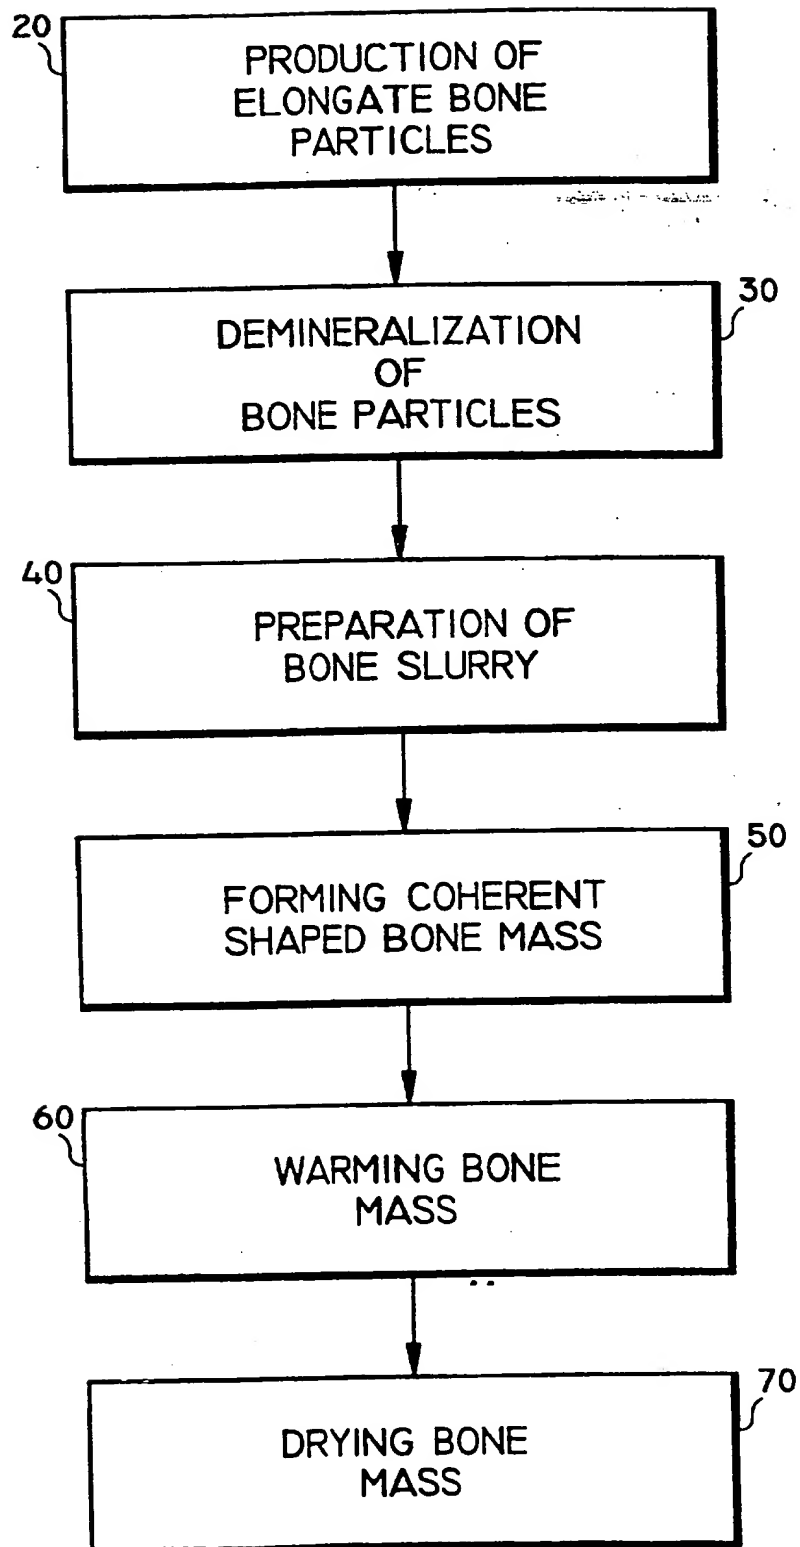 20
PRODUCTION OF
ELONGATE BONE
PARTICLES
30
DEMINERALIZATION
OF
BONE PARTICLES
40
PREPARATION OF
BONE SLURRY
50
FORMING COHERENT
SHAPED BONE MASS
60
WARMING BONE
MASS
70
DRYING BONE
MASS